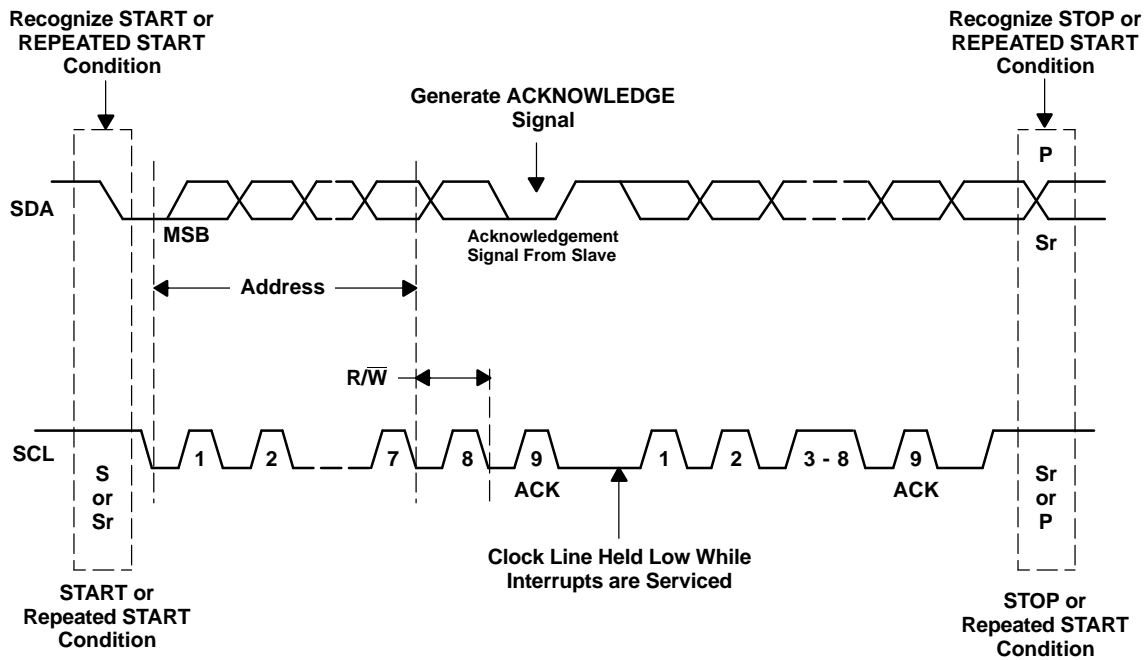 Recognize START or
REPEATED START
Condition
Recognize STOP or
REPEATED START
Condition
Generate ACKNOWLEDGE
Signal
P
SDA
MSB
Acknowledgement
Signal From Slave
Sr
Address
R/W̅
SCL
1
2
7
8
9
1
2
3 - 8
9
ACK
ACK
S
or
Sr
Sr
or
P
Clock Line Held Low While
Interrupts are Serviced
START or
Repeated START
Condition
STOP or
Repeated START
Condition